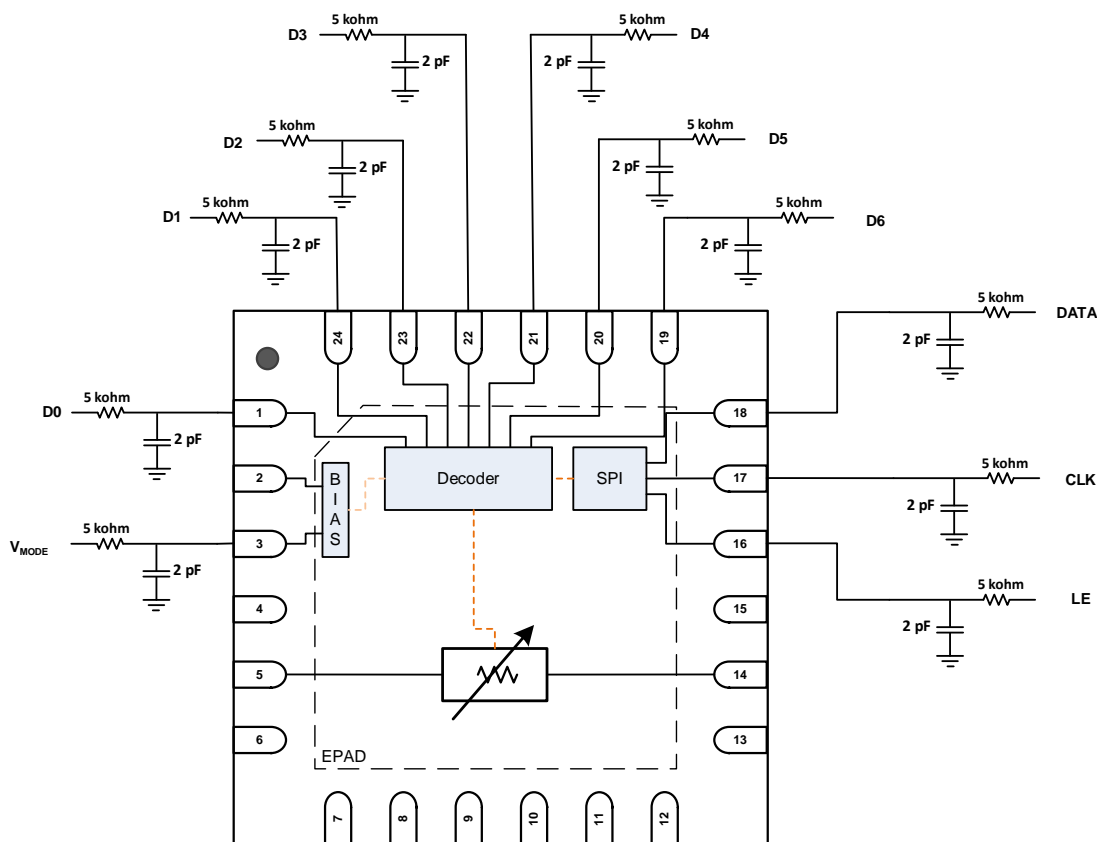 5 kohm
D3
2 pF
5 kohm
D4
2 pF
5 kohm
D2
2 pF
5 kohm
D5
2 pF
5 kohm
D1
2 pF
5 kohm
D6
2 pF
5 kohm
DATA
2 pF
24
23
22
21
20
19
5 kohm
D0
2 pF
1
18
2
BIAS
Decoder
SPI
17
5 kohm
CLK
2 pF
5 kohm
VMODE
2 pF
3
16
5 kohm
LE
2 pF
4
15
5
14
6
13
EPAD
7
8
9
10
11
12